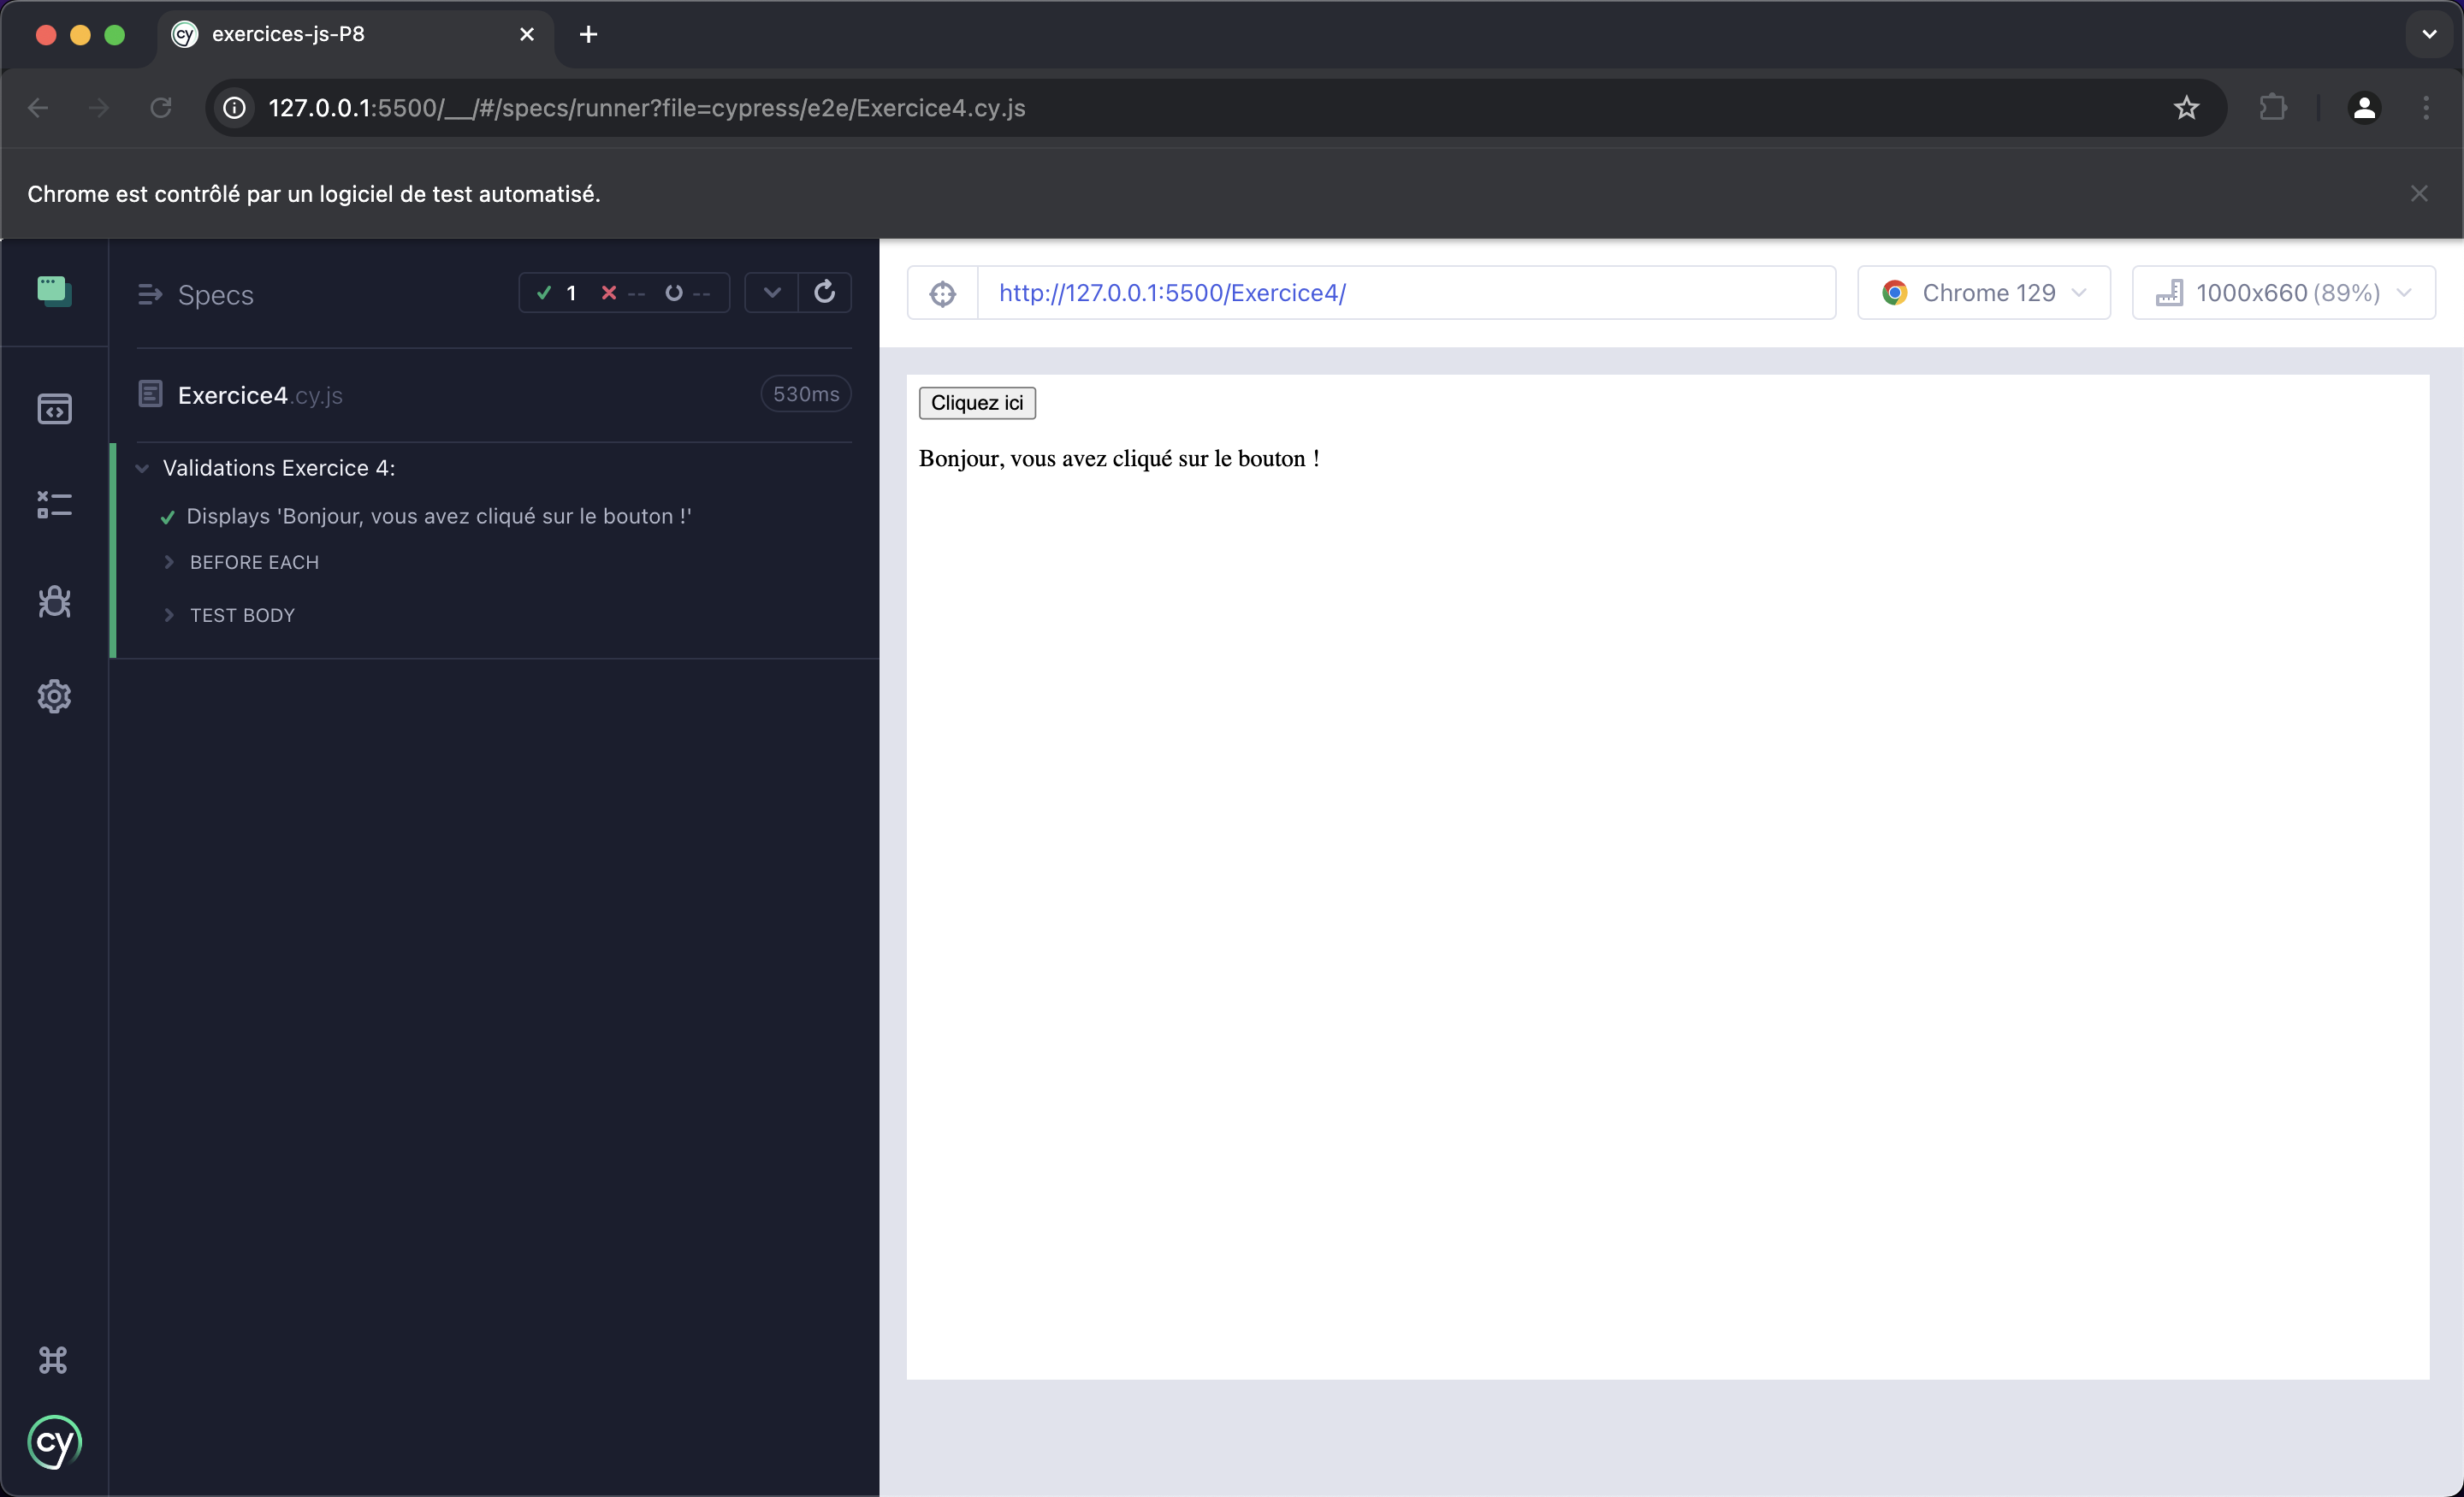 exercices-js-P8
127.0.0.1:5500/__/#/specs/runner?file=cypress/e2e/Exercice4.cy.js
Chrome est contrôlé par un logiciel de test automatisé.
Specs
1 -- --
http://127.0.0.1:5500/Exercice4/
Chrome 129
1000x660 (89%)
Exercice4.cy.js
530ms
Validations Exercice 4:
Displays 'Bonjour, vous avez cliqué sur le bouton !'
BEFORE EACH
TEST BODY
Cliquez ici
Bonjour, vous avez cliqué sur le bouton !
cy